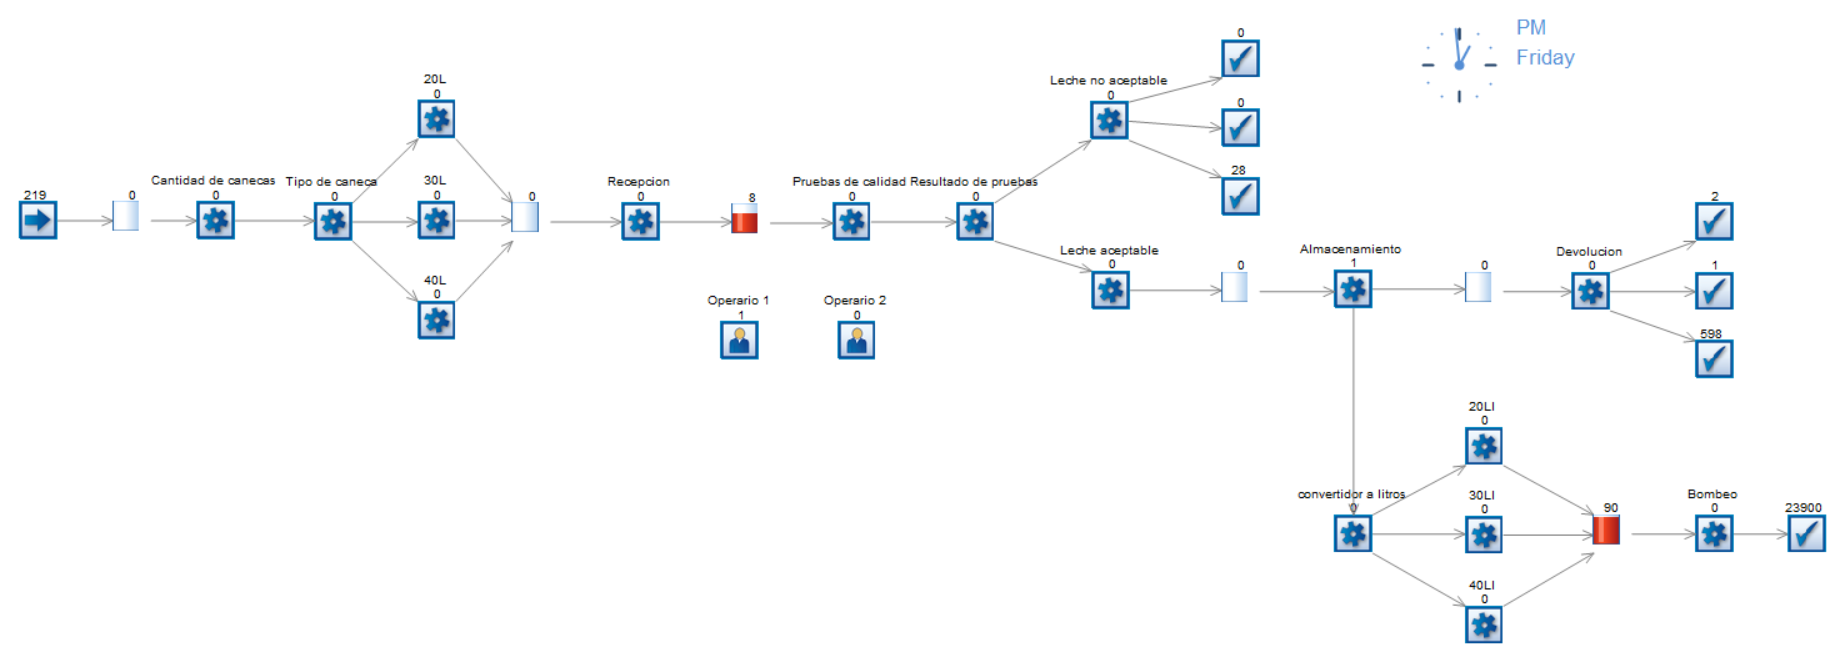 PM
Friday
0
Leche no aceptable
0
0
28
20L
0
219
0
Cantidad de canecas
0
Tipo de caneca
0
30L
0
0
Recepcion
0
8
Pruebas de calidad
0
Resultado de pruebas
0
40L
0
Operario 1
1
Operario 2
0
Leche aceptable
0
0
Almacenamiento
1
0
Devolucion
0
2
1
598
20LI
0
convertidor a litros
0
30LI
0
90
Bombeo
0
23900
40LI
0